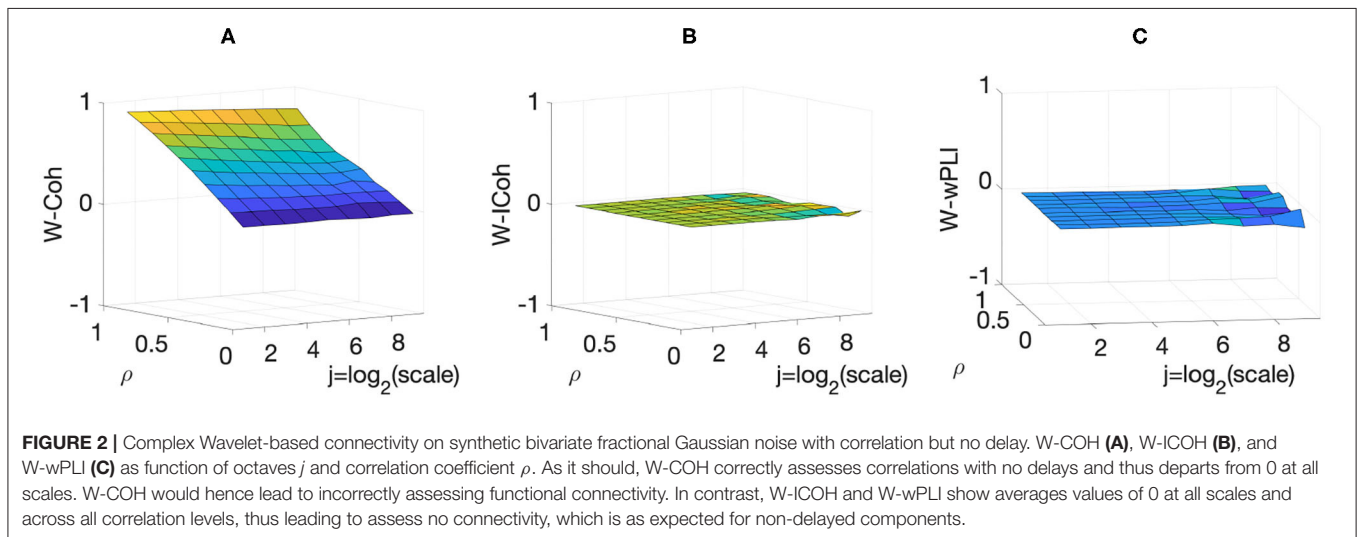 A
B
C
1
0
-1
W-Coh
1
0.5
0
ρ
2
4
6
8
j=log2(scale)
1
0
-1
W-ICoh
1
0.5
0
ρ
2
4
6
8
j=log2(scale)
1
0
-1
W-wPLI
1
0.5
0
ρ
2
4
6
8
j=log2(scale)
FIGURE 2 | Complex Wavelet-based connectivity on synthetic bivariate fractional Gaussian noise with correlation but no delay. W-COH (A), W-ICOH (B), and
W-wPLI (C) as function of octaves j and correlation coefficient ρ. As it should, W-COH correctly assesses correlations with no delays and thus departs from 0 at all
scales. W-COH would hence lead to incorrectly assessing functional connectivity. In contrast, W-ICOH and W-wPLI show averages values of 0 at all scales and
across all correlation levels, thus leading to assess no connectivity, which is as expected for non-delayed components.